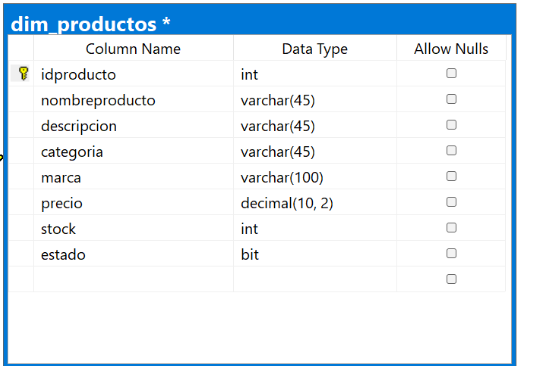 dim_productos *
Column Name Data Type Allow Nulls
idproducto int
nombreproducto varchar(45)
descripcion varchar(45)
categoria varchar(45)
marca varchar(100)
precio decimal(10, 2)
stock int
estado bit